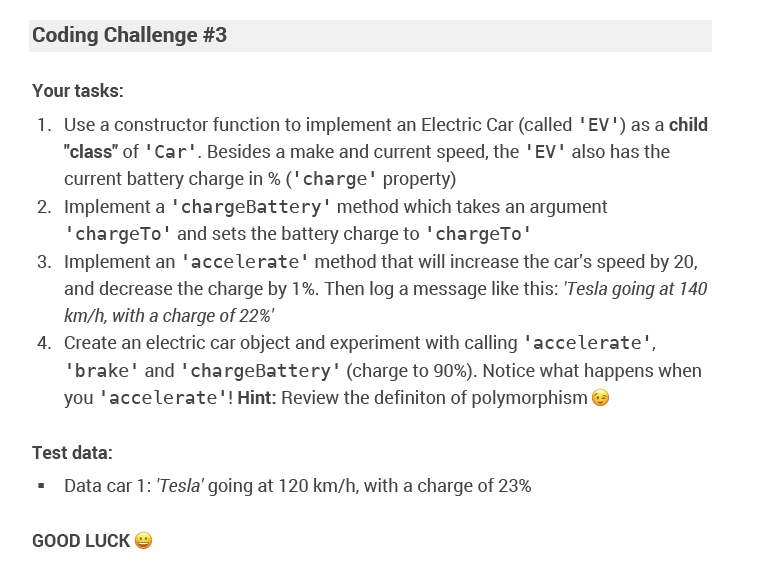 Coding Challenge #3
Your tasks:
1. Use a constructor function to implement an Electric Car (called 'EV') as a child
"class" of 'Car'. Besides a make and current speed, the 'EV' also has the
current battery charge in % ('charge' property)
2. Implement a 'chargeBattery' method which takes an argument
'chargeTo' and sets the battery charge to 'chargeTo'
3. Implement an 'accelerate' method that will increase the car's speed by 20,
and decrease the charge by 1%. Then log a message like this: 'Tesla going at 140
km/h, with a charge of 22%'
4. Create an electric car object and experiment with calling 'accelerate',
'brake' and 'chargeBattery' (charge to 90%). Notice what happens when
you 'accelerate'! Hint: Review the definiton of polymorphism 😉
Test data:
▪ Data car 1: 'Tesla' going at 120 km/h, with a charge of 23%
GOOD LUCK 😀